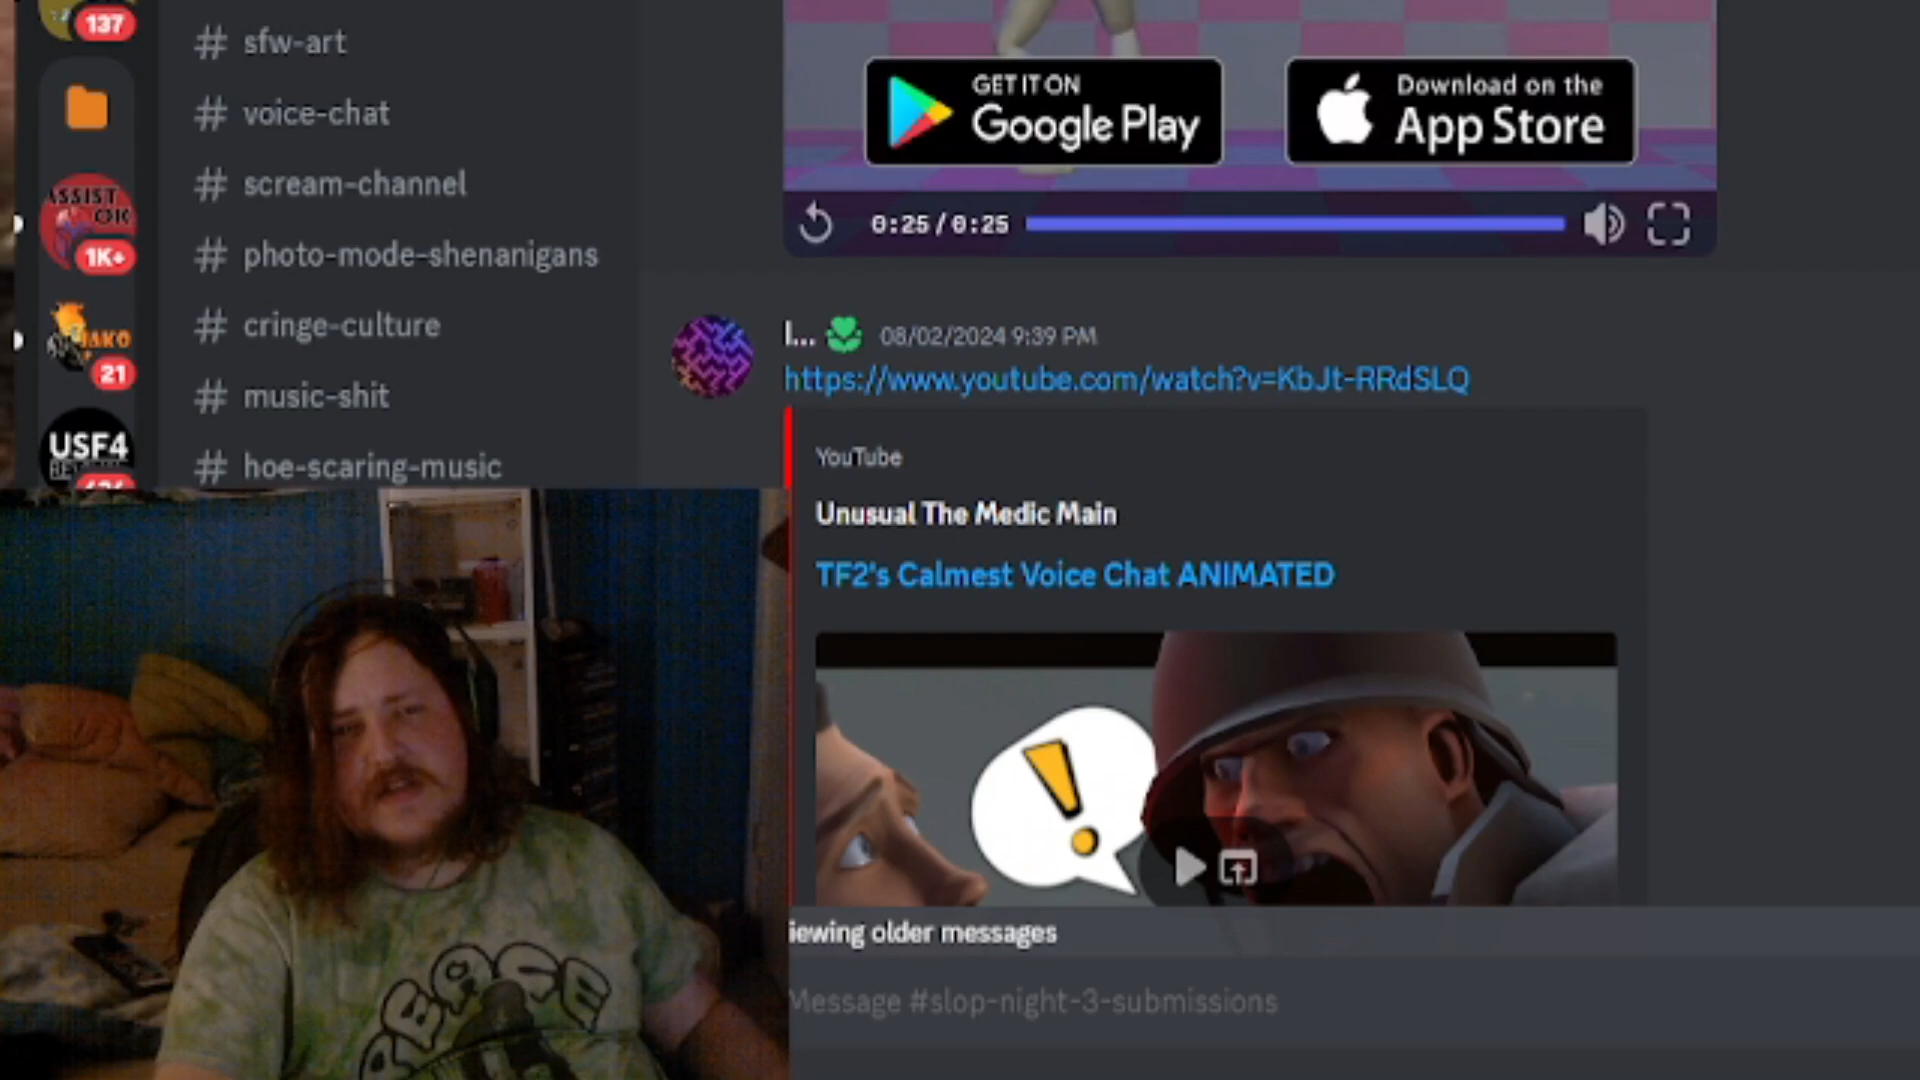 137
# sfw-art
# voice-chat
# scream-channel
ASSIST
1K+
# photo-mode-shenanigans
# cringe-culture
21
# music-shit
USF4
# hoe-scaring-music
GET IT ON
Google Play
Download on the
App Store
0:25 / 0:25
l... 08/02/2024 9:39 PM
https://www.youtube.com/watch?v=KbJt-RRdSLQ
YouTube
Unusual The Medic Main
TF2's Calmest Voice Chat ANIMATED
!
iewing older messages
Message #slop-night-3-submissions